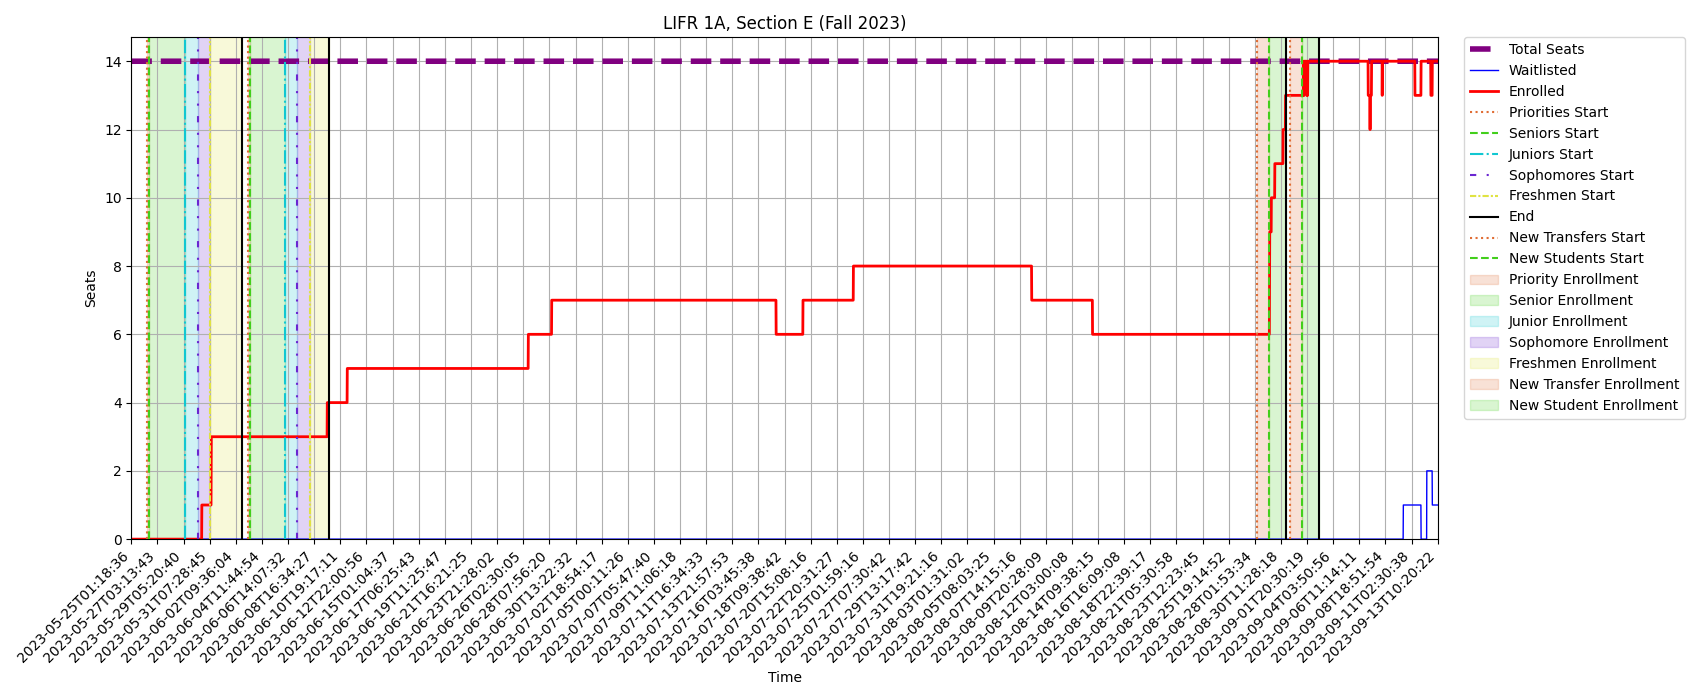 LIFR 1A, Section E (Fall 2023)
Seats
14
12
10
8
6
4
2
0
2023-05-25T01:18:36
2023-05-27T03:13:43
2023-05-29T05:20:40
2023-05-31T07:28:45
2023-06-02T09:36:04
2023-06-04T11:44:54
2023-06-06T14:07:32
2023-06-08T16:34:27
2023-06-10T19:17:11
2023-06-12T22:00:56
2023-06-15T01:04:37
2023-06-17T06:25:43
2023-06-19T11:25:47
2023-06-21T16:21:25
2023-06-23T21:28:02
2023-06-26T02:30:05
2023-06-28T07:56:20
2023-06-30T13:22:32
2023-07-02T18:54:17
2023-07-05T00:11:26
2023-07-07T05:47:40
2023-07-09T11:06:18
2023-07-11T16:34:33
2023-07-13T21:57:53
2023-07-16T03:45:38
2023-07-18T09:38:42
2023-07-20T15:08:16
2023-07-22T20:31:27
2023-07-25T01:59:16
2023-07-27T07:30:42
2023-07-29T13:17:42
2023-07-31T19:21:16
2023-08-03T01:31:02
2023-08-05T08:03:25
2023-08-07T14:15:16
2023-08-09T20:28:09
2023-08-12T03:00:08
2023-08-14T09:38:15
2023-08-16T16:09:08
2023-08-18T22:39:17
2023-08-21T05:30:58
2023-08-23T12:23:45
2023-08-25T19:14:52
2023-08-28T01:53:34
2023-08-30T11:28:18
2023-09-01T20:30:19
2023-09-04T03:50:56
2023-09-06T11:14:11
2023-09-08T18:51:54
2023-09-11T02:30:38
2023-09-13T10:20:22
Time
Total Seats
Waitlisted
Enrolled
Priorities Start
Seniors Start
Juniors Start
Sophomores Start
Freshmen Start
End
New Transfers Start
New Students Start
Priority Enrollment
Senior Enrollment
Junior Enrollment
Sophomore Enrollment
Freshmen Enrollment
New Transfer Enrollment
New Student Enrollment